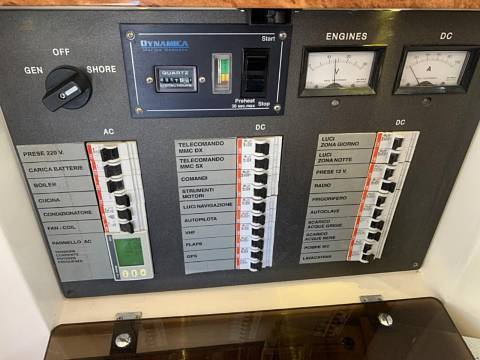 OFF
GEN
SHORE
DYNAMICA
Start
QUARTZ
Preheat
Stop
ENGINES
V
DC
A
AC
PRESE 220 V.
CARICA BATTERIE
BOILER
CUCINA
CONDIZIONATORE
FAN - COIL
PANNELLO AC
DC
TELECOMANDO
MMC DX
TELECOMANDO
MMC SX
COMANDI
STRUMENTI
MOTORI
LUCI NAVIGAZIONE
AUTOPILOTA
VHF
FLAPS
GPS
DC
LUCI
ZONA GIORNO
LUCI
ZONA NOTTE
PRESE 12 V.
RADIO
FRIGORIFERO
AUTOCLAVE
SCARICO
ACQUE GRIGIE
SCARICO
ACQUE NERE
POMPE WC